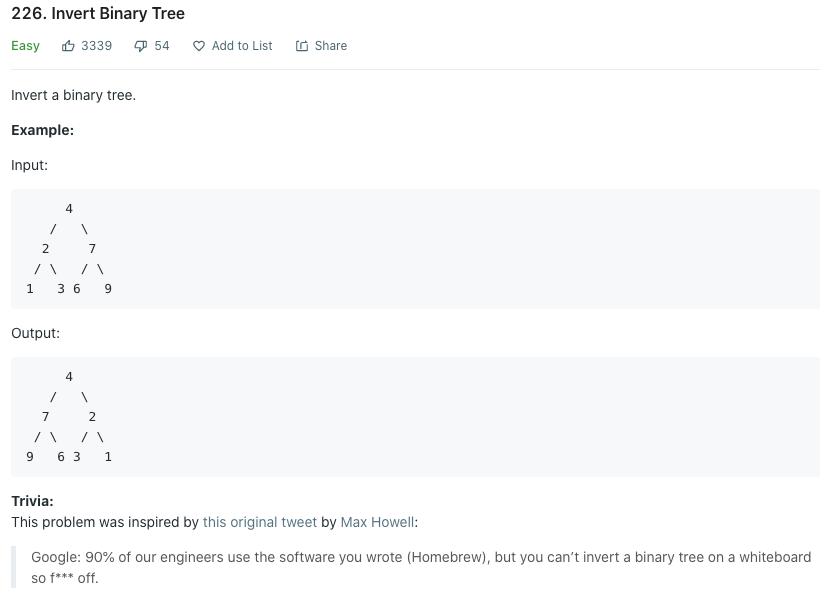 226. Invert Binary Tree
Easy 3339 54 Add to List Share
Invert a binary tree.
Example:
Input:
     4
   /   \
  2     7
 / \   / \
1   3 6   9
Output:
     4
   /   \
  7     2
 / \   / \
9   6 3   1
Trivia:
This problem was inspired by this original tweet by Max Howell:
Google: 90% of our engineers use the software you wrote (Homebrew), but you can’t invert a binary tree on a whiteboard
so f*** off.